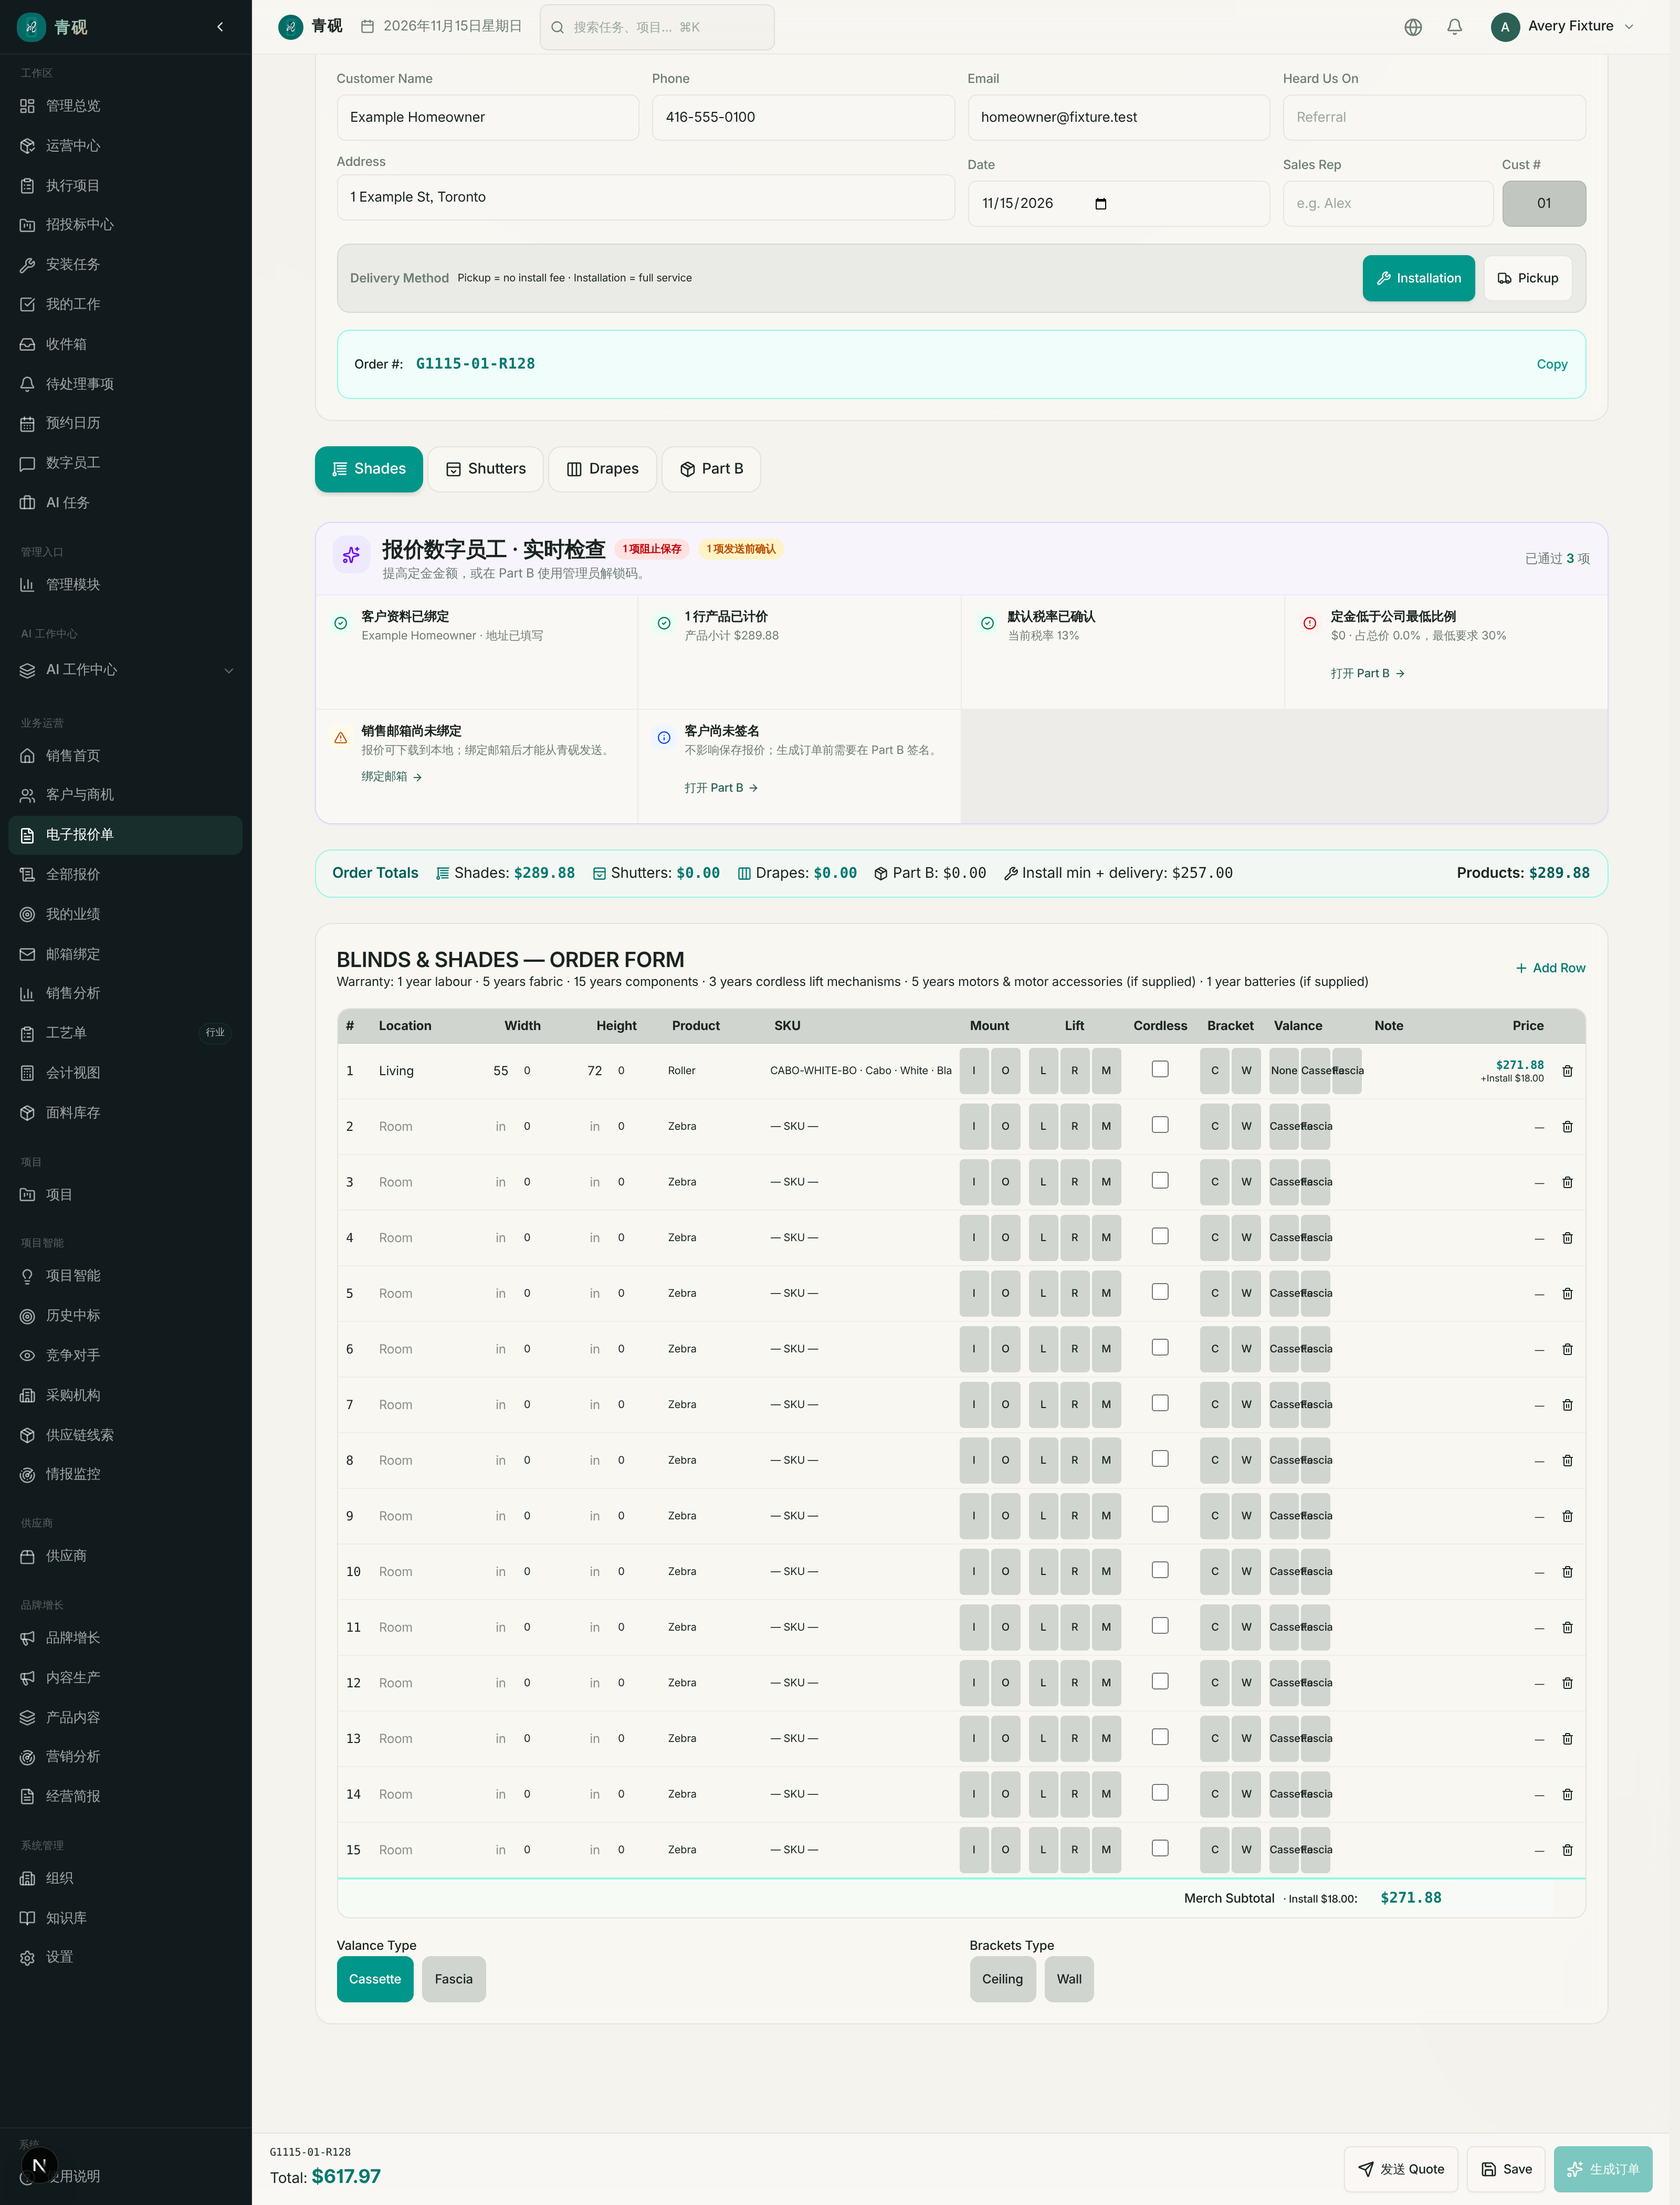 青砚
工作区
管理总览
运营中心
执行项目
招投标中心
安装任务
我的工作
收件箱
待处理事项
预约日历
数字员工
AI 任务
管理入口
管理模块
AI 工作中心
AI 工作中心
业务运营
销售首页
客户与商机
电子报价单
全部报价
我的业绩
邮箱绑定
销售分析
工艺单 行业
会计视图
面料库存
项目
项目
项目智能
项目智能
历史中标
竞争对手
采购机构
供应链线索
情报监控
供应商
供应商
品牌增长
品牌增长
内容生产
产品内容
营销分析
经营简报
系统管理
组织
知识库
设置
系统
N 使用说明
青砚 2026年11月15日星期日 搜索任务、项目... ⌘K A Avery Fixture
Customer Name Phone Email Heard Us On
Example Homeowner 416-555-0100 homeowner@fixture.test Referral
Address Date Sales Rep Cust #
1 Example St, Toronto 11/15/2026 e.g. Alex 01
Delivery Method Pickup = no install fee · Installation = full service Installation Pickup
Order #: G1115-01-R128 Copy
Shades Shutters Drapes Part B
报价数字员工 · 实时检查 1项阻止保存 1项发送前确认 已通过 3 项
提高定金金额，或在 Part B 使用管理员解锁码。
客户资料已绑定
Example Homeowner · 地址已填写
1 行产品已计价
产品小计 $289.88
默认税率已确认
当前税率 13%
定金低于公司最低比例
$0 · 占总价 0.0%，最低要求 30%
打开 Part B →
销售邮箱尚未绑定
报价可下载到本地；绑定邮箱后才能从青砚发送。
绑定邮箱 →
客户尚未签名
不影响保存报价；生成订单前需要在 Part B 签名。
打开 Part B →
Order Totals Shades: $289.88 Shutters: $0.00 Drapes: $0.00 Part B: $0.00 Install min + delivery: $257.00 Products: $289.88
BLINDS & SHADES — ORDER FORM
Warranty: 1 year labour · 5 years fabric · 15 years components · 3 years cordless lift mechanisms · 5 years motors & motor accessories (if supplied) · 1 year batteries (if supplied)
+ Add Row
# Location Width Height Product SKU Mount Lift Cordless Bracket Valance Note Price
1 Living 55 0 72 0 Roller CABO-WHITE-BO · Cabo · White · Bla I O L R M C W None Cassette Fascia $271.88
+Install $18.00
2 Room in 0 in 0 Zebra — SKU — I O L R M C W Cassette Fascia —
3 Room in 0 in 0 Zebra — SKU — I O L R M C W Cassette Fascia —
4 Room in 0 in 0 Zebra — SKU — I O L R M C W Cassette Fascia —
5 Room in 0 in 0 Zebra — SKU — I O L R M C W Cassette Fascia —
6 Room in 0 in 0 Zebra — SKU — I O L R M C W Cassette Fascia —
7 Room in 0 in 0 Zebra — SKU — I O L R M C W Cassette Fascia —
8 Room in 0 in 0 Zebra — SKU — I O L R M C W Cassette Fascia —
9 Room in 0 in 0 Zebra — SKU — I O L R M C W Cassette Fascia —
10 Room in 0 in 0 Zebra — SKU — I O L R M C W Cassette Fascia —
11 Room in 0 in 0 Zebra — SKU — I O L R M C W Cassette Fascia —
12 Room in 0 in 0 Zebra — SKU — I O L R M C W Cassette Fascia —
13 Room in 0 in 0 Zebra — SKU — I O L R M C W Cassette Fascia —
14 Room in 0 in 0 Zebra — SKU — I O L R M C W Cassette Fascia —
15 Room in 0 in 0 Zebra — SKU — I O L R M C W Cassette Fascia —
Merch Subtotal · Install $18.00: $271.88
Valance Type Brackets Type
Cassette Fascia Ceiling Wall
G1115-01-R128
Total: $617.97 发送 Quote Save 生成订单